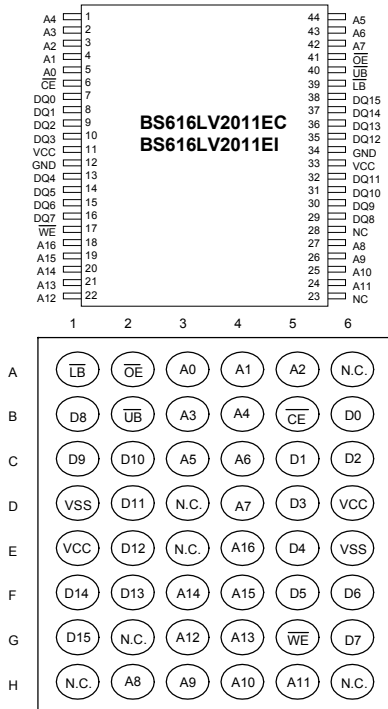 A4 1 44 A5
A3 2 43 A6
A2 3 42 A7
A1 4 41 OE
A0 5 40 UB
CE 6 39 LB
DQ0 7 38 DQ15
DQ1 8 37 DQ14
DQ2 9 36 DQ13
DQ3 10 35 DQ12
VCC 11 34 GND
GND 12 33 VCC
DQ4 13 32 DQ11
DQ5 14 31 DQ10
DQ6 15 30 DQ9
DQ7 16 29 DQ8
WE 17 28 NC
A16 18 27 A8
A15 19 26 A9
A14 20 25 A10
A13 21 24 A11
A12 22 23 NC
BS616LV2011EC
BS616LV2011EI
1 2 3 4 5 6
A LB OE A0 A1 A2 N.C.
B D8 UB A3 A4 CE D0
C D9 D10 A5 A6 D1 D2
D VSS D11 N.C. A7 D3 VCC
E VCC D12 N.C. A16 D4 VSS
F D14 D13 A14 A15 D5 D6
G D15 N.C. A12 A13 WE D7
H N.C. A8 A9 A10 A11 N.C.